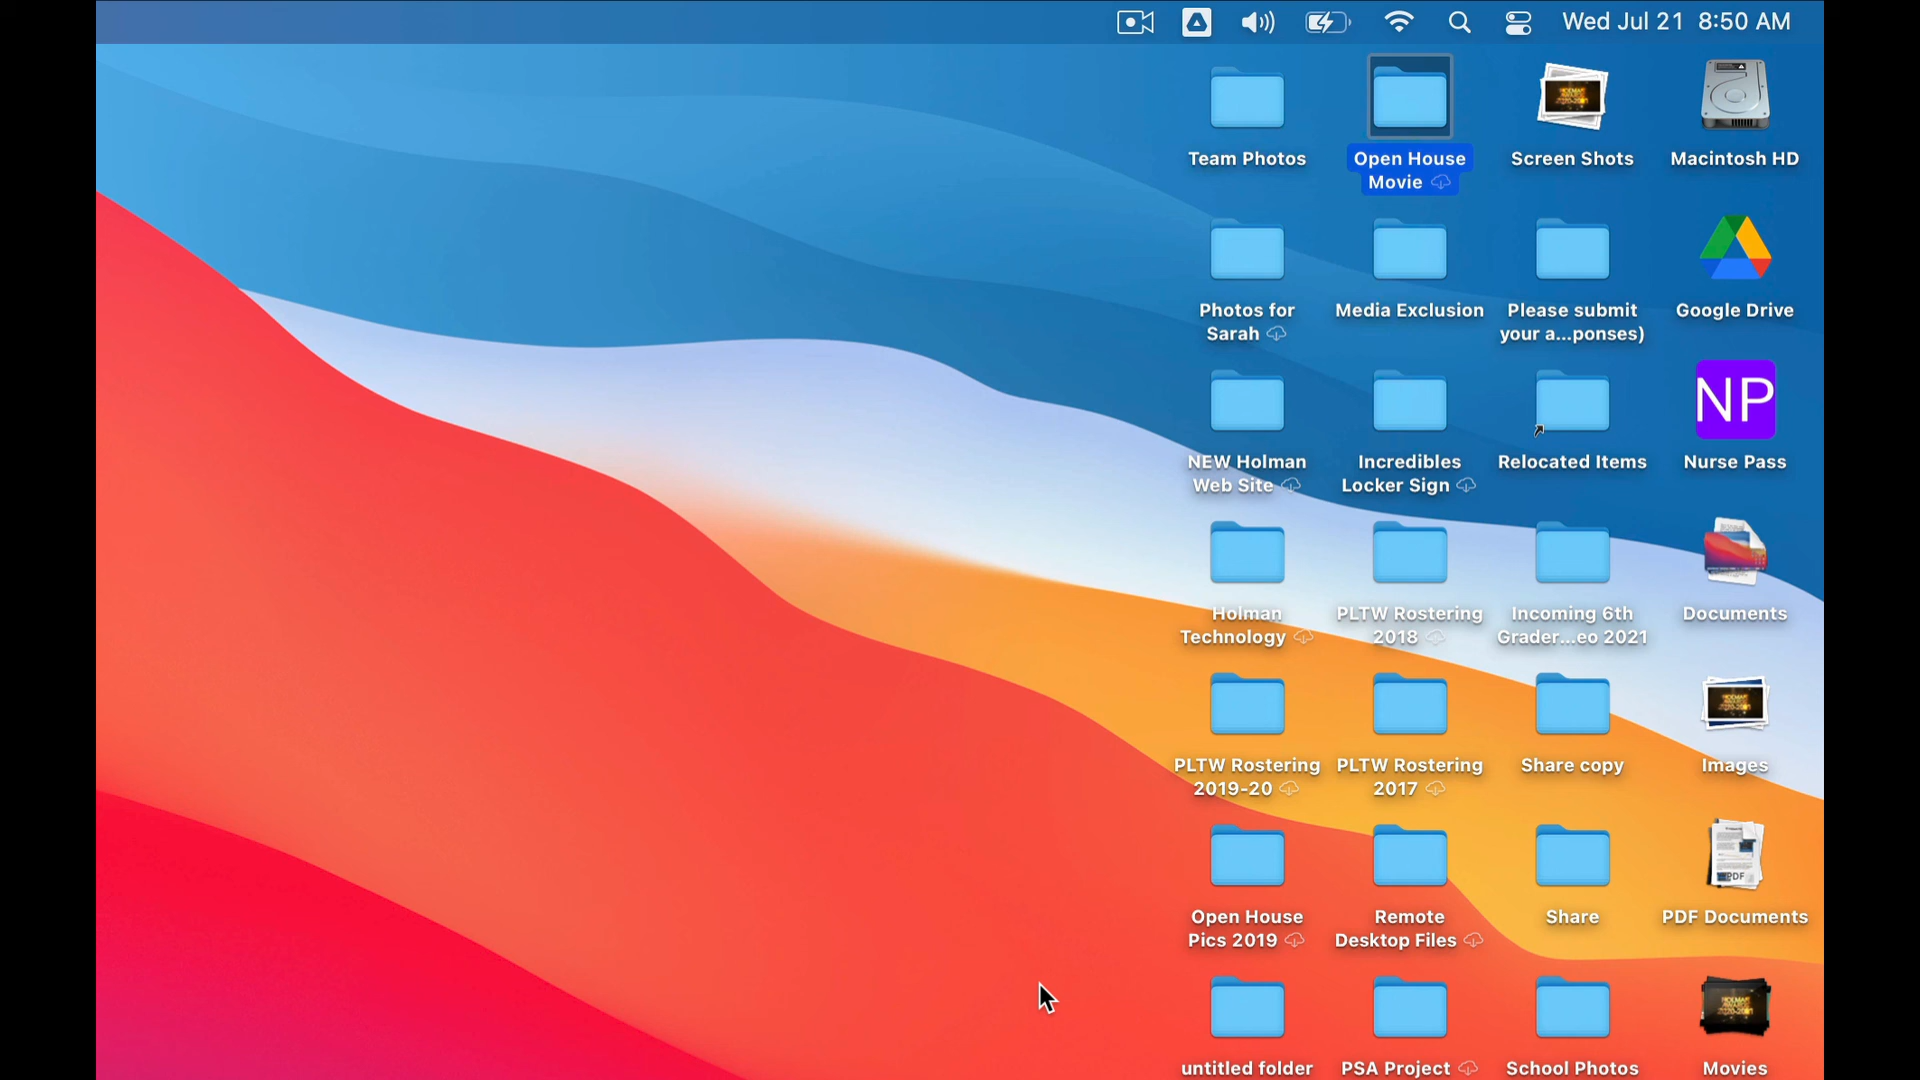 Wed Jul 21 8:50 AM
Team Photos
Open House
Movie
Screen Shots
Macintosh HD
Photos for
Sarah
Media Exclusion
Please submit
your a...ponses)
Google Drive
NP
NEW Holman
Web Site
Incredibles
Locker Sign
Relocated Items
Nurse Pass
Holman
Technology
PLTW Rostering
2018
Incoming 6th
Grader...eo 2021
Documents
PLTW Rostering
2019-20
PLTW Rostering
2017
Share copy
Images
PDF
Open House
Pics 2019
Remote
Desktop Files
Share
PDF Documents
untitled folder
PSA Project
School Photos
Movies